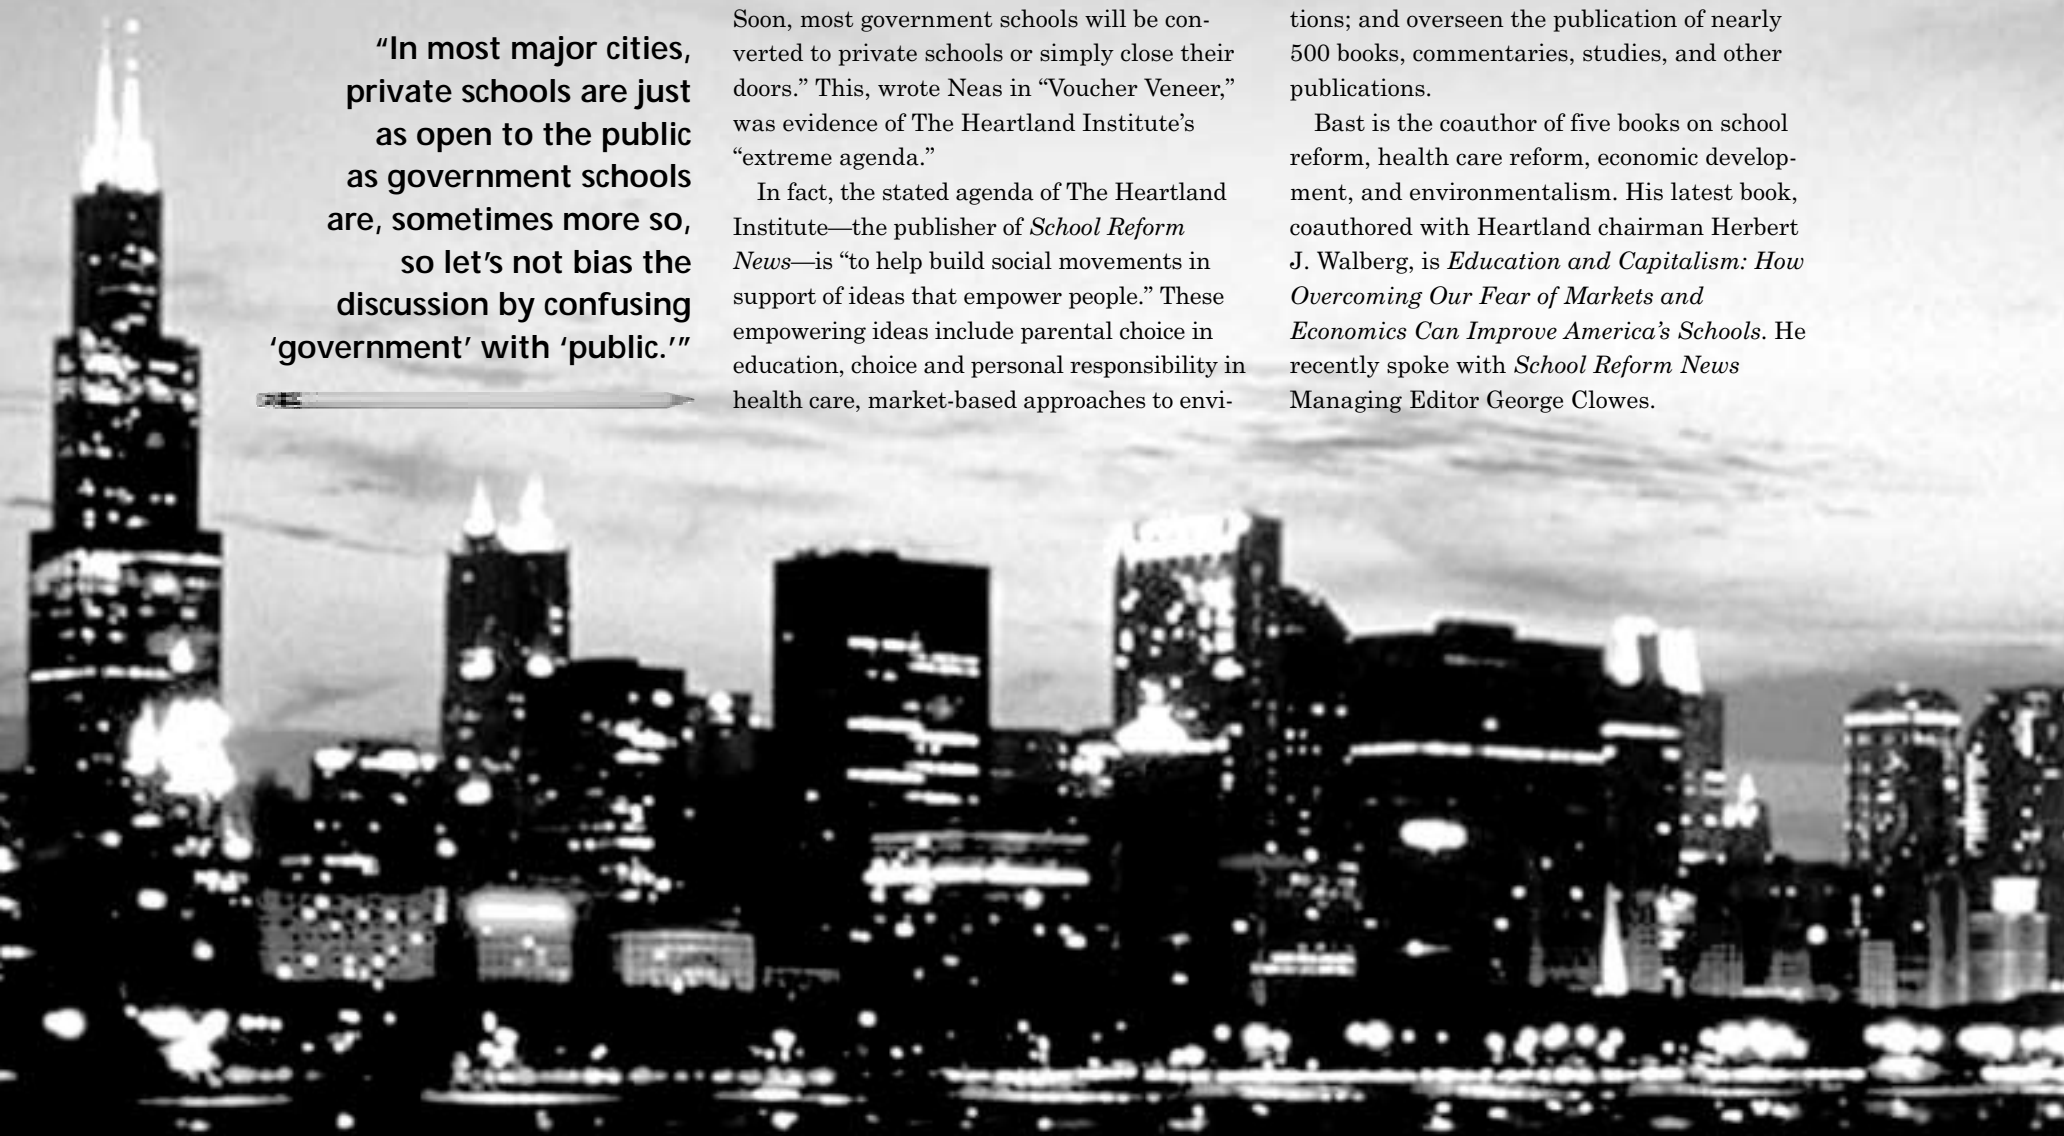 “In most major cities,
private schools are just
as open to the public
as government schools
are, sometimes more so,
so let’s not bias the
discussion by confusing
‘government’ with ‘public.’”
Soon, most government schools will be con-
verted to private schools or simply close their
doors.” This, wrote Neas in “Voucher Veneer,”
was evidence of The Heartland Institute’s
“extreme agenda.”
In fact, the stated agenda of The Heartland
Institute—the publisher of School Reform
News—is “to help build social movements in
support of ideas that empower people.” These
empowering ideas include parental choice in
education, choice and personal responsibility in
health care, market-based approaches to envi-
tions; and overseen the publication of nearly
500 books, commentaries, studies, and other
publications.
Bast is the coauthor of five books on school
reform, health care reform, economic develop-
ment, and environmentalism. His latest book,
coauthored with Heartland chairman Herbert
J. Walberg, is Education and Capitalism: How
Overcoming Our Fear of Markets and
Economics Can Improve America’s Schools. He
recently spoke with School Reform News
Managing Editor George Clowes.